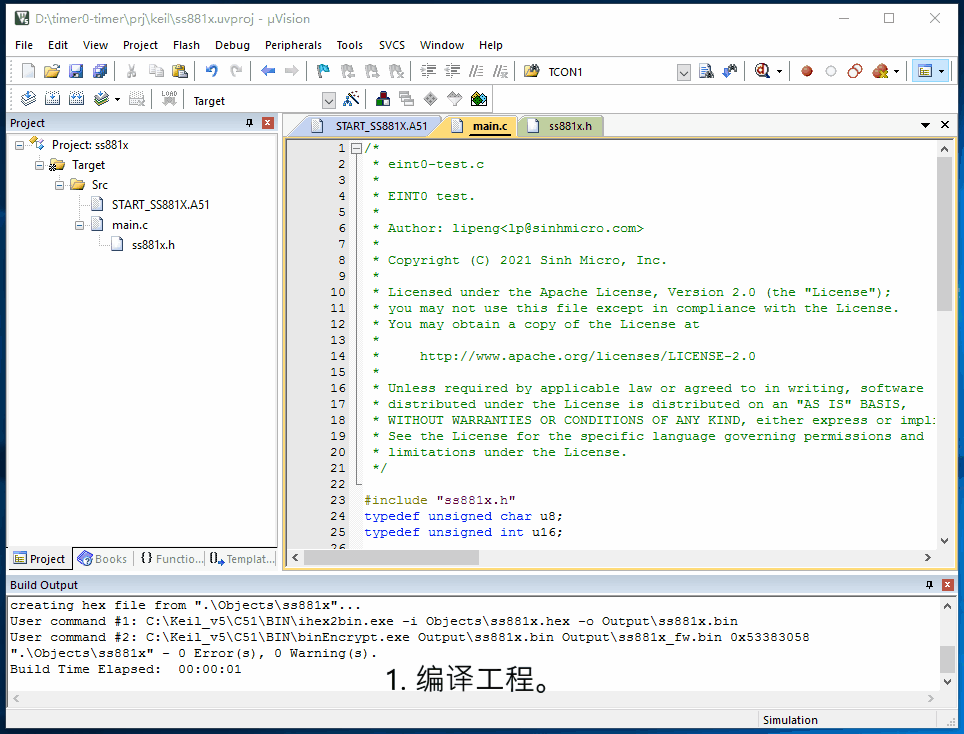 D:\timer0-timer\prj\keil\ss881x.uvproj - µVision
File Edit View Project Flash Debug Peripherals Tools SVCS Window Help
TCON1
LOAD
Target
Project
START_SS881X.A51 main.c ss881x.h
Project: ss881x
Target
Src
START_SS881X.A51
main.c
ss881x.h
1 /*
2 * eint0-test.c
3 *
4 * EINT0 test.
5 *
6 * Author: lipeng<lp@sinhmicro.com>
7 *
8 * Copyright (C) 2021 Sinh Micro, Inc.
9 *
10 * Licensed under the Apache License, Version 2.0 (the "License");
11 * you may not use this file except in compliance with the License.
12 * You may obtain a copy of the License at
13 *
14 * http://www.apache.org/licenses/LICENSE-2.0
15 *
16 * Unless required by applicable law or agreed to in writing, software
17 * distributed under the License is distributed on an "AS IS" BASIS,
18 * WITHOUT WARRANTIES OR CONDITIONS OF ANY KIND, either express or impli
19 * See the License for the specific language governing permissions and
20 * limitations under the License.
21 */
22
23 #include "ss881x.h"
24 typedef unsigned char u8;
25 typedef unsigned int u16;
26
Project Books {} Functio... Templat...
Build Output
creating hex file from ".\Objects\ss881x"...
User command #1: C:\Keil_v5\C51\BIN\ihex2bin.exe -i Objects\ss881x.hex -o Output\ss881x.bin
User command #2: C:\Keil_v5\C51\BIN\binEncrypt.exe Output\ss881x.bin Output\ss881x_fw.bin 0x53383058
".\Objects\ss881x" - 0 Error(s), 0 Warning(s).
Build Time Elapsed: 00:00:01
1. 编译工程。
Simulation